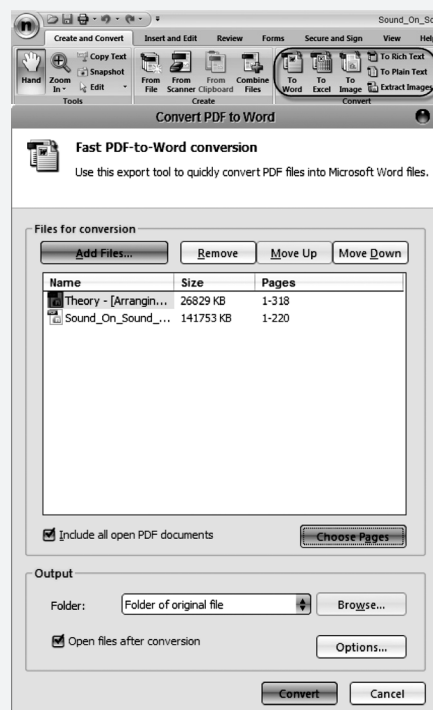 n Sound_On_So
Create and Convert Insert and Edit Review Forms Secure and Sign View Hel
Hand Zoom In Copy Text Snapshot Edit From File From Scanner From Clipboard Combine Files To Word To Excel To Image To Rich Text To Plain Text Extract Images
Tools Create Convert
Convert PDF to Word
Fast PDF-to-Word conversion
Use this export tool to quickly convert PDF files into Microsoft Word files.
Files for conversion
Add Files... Remove Move Up Move Down
Name Size Pages
Theory - [Arrangin... 26829 KB 1-318
Sound_On_Sound_... 141753 KB 1-220
Include all open PDF documents Choose Pages
Output
Folder: Folder of original file Browse...
Open files after conversion Options...
Convert Cancel